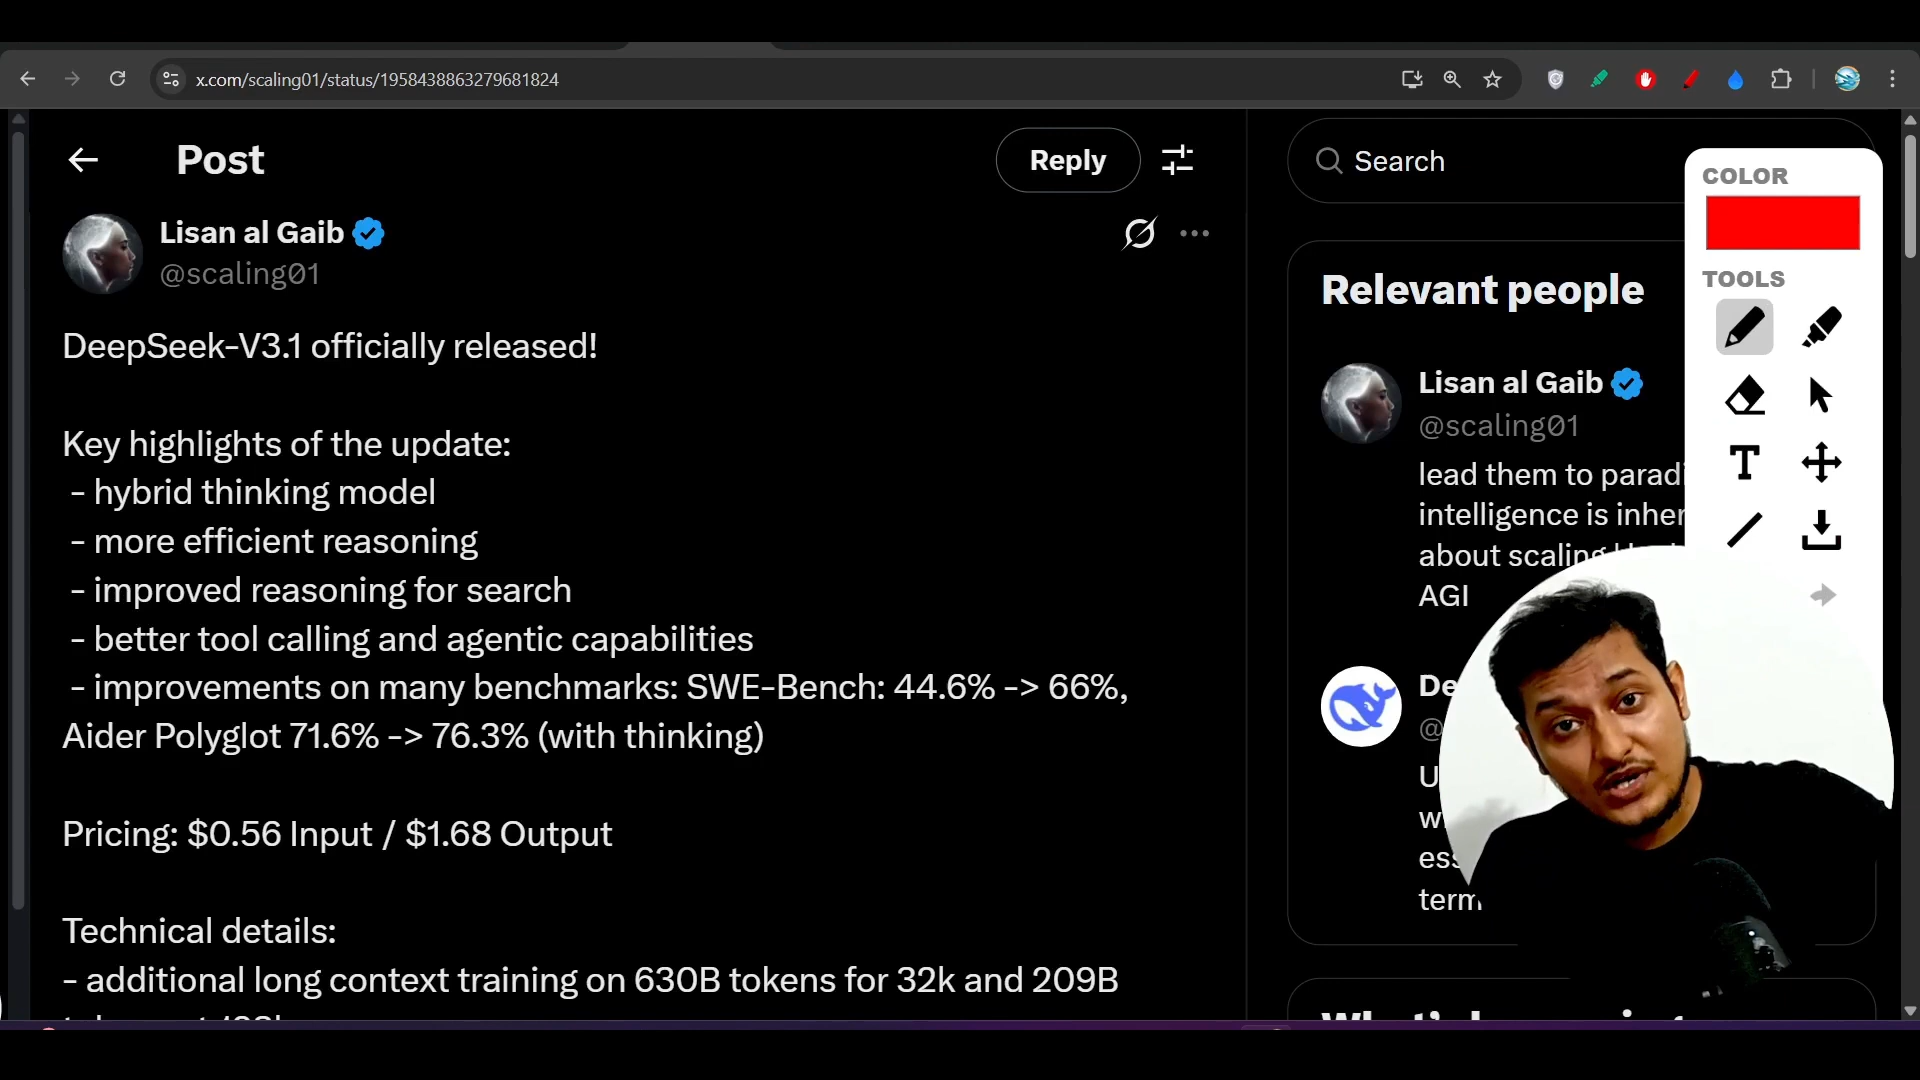 x.com/scaling01/status/1958438863279681824
Post
Reply
Lisan al Gaib
@scaling01
DeepSeek-V3.1 officially released!
Key highlights of the update:
- hybrid thinking model
- more efficient reasoning
- improved reasoning for search
- better tool calling and agentic capabilities
- improvements on many benchmarks: SWE-Bench: 44.6% -> 66%,
Aider Polyglot 71.6% -> 76.3% (with thinking)
Pricing: $0.56 Input / $1.68 Output
Technical details:
- additional long context training on 630B tokens for 32k and 209B
Search
Relevant people
Lisan al Gaib
@scaling01
lead them to paradi
intelligence is inher
about scaling
AGI
De
@
U
w
ess
term
COLOR
TOOLS
T